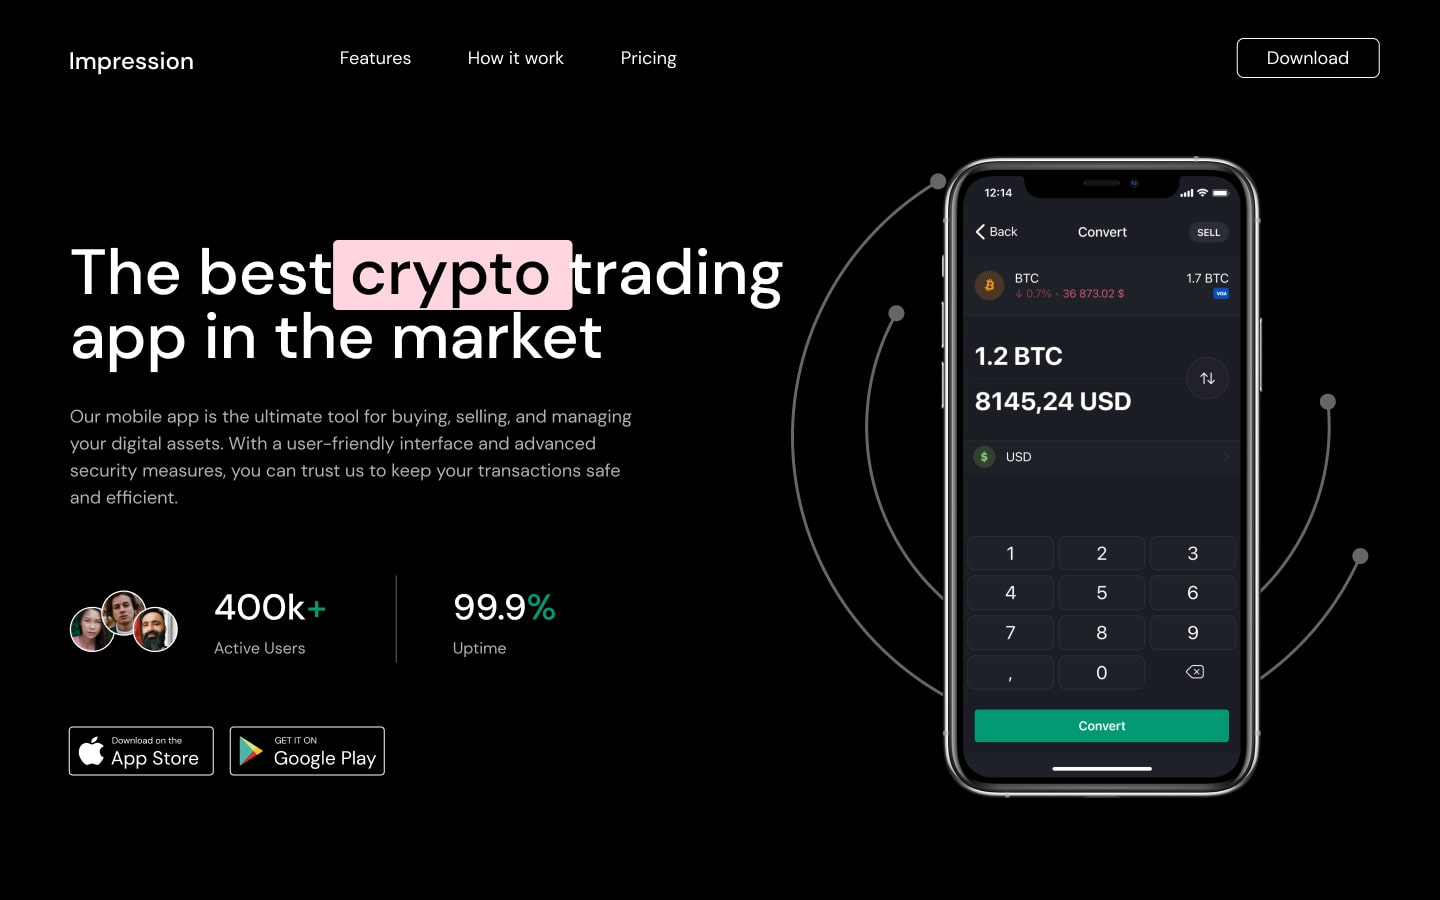 Impression
Features
How it work
Pricing
Download
The best crypto trading
app in the market
Our mobile app is the ultimate tool for buying, selling, and managing
your digital assets. With a user-friendly interface and advanced
security measures, you can trust us to keep your transactions safe
and efficient.
400k+
Active Users
99.9%
Uptime
Download on the
App Store
GET IT ON
Google Play
12:14
Back
Convert
SELL
BTC
1.7 BTC
↓ 0.7% · 36 873.02 $
VISA
1.2 BTC
8145,24 USD
$
USD
1
2
3
4
5
6
7
8
9
,
0
Convert